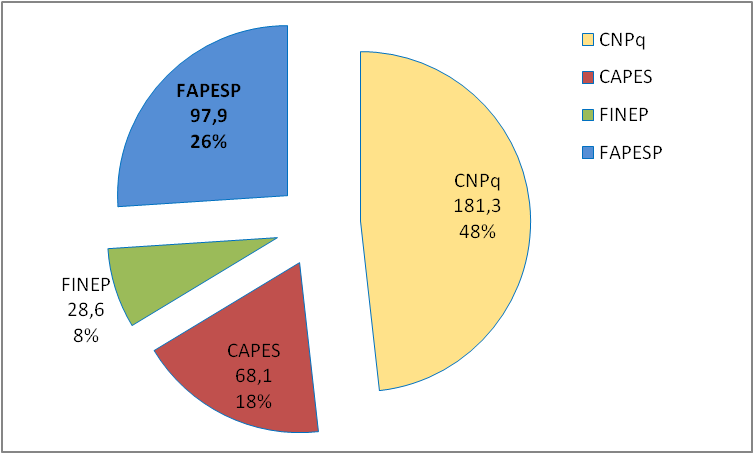 FAPESP
97,9
26%
CNPq
181,3
48%
FINEP
28,6
8%
CAPES
68,1
18%
CNPq
CAPES
FINEP
FAPESP